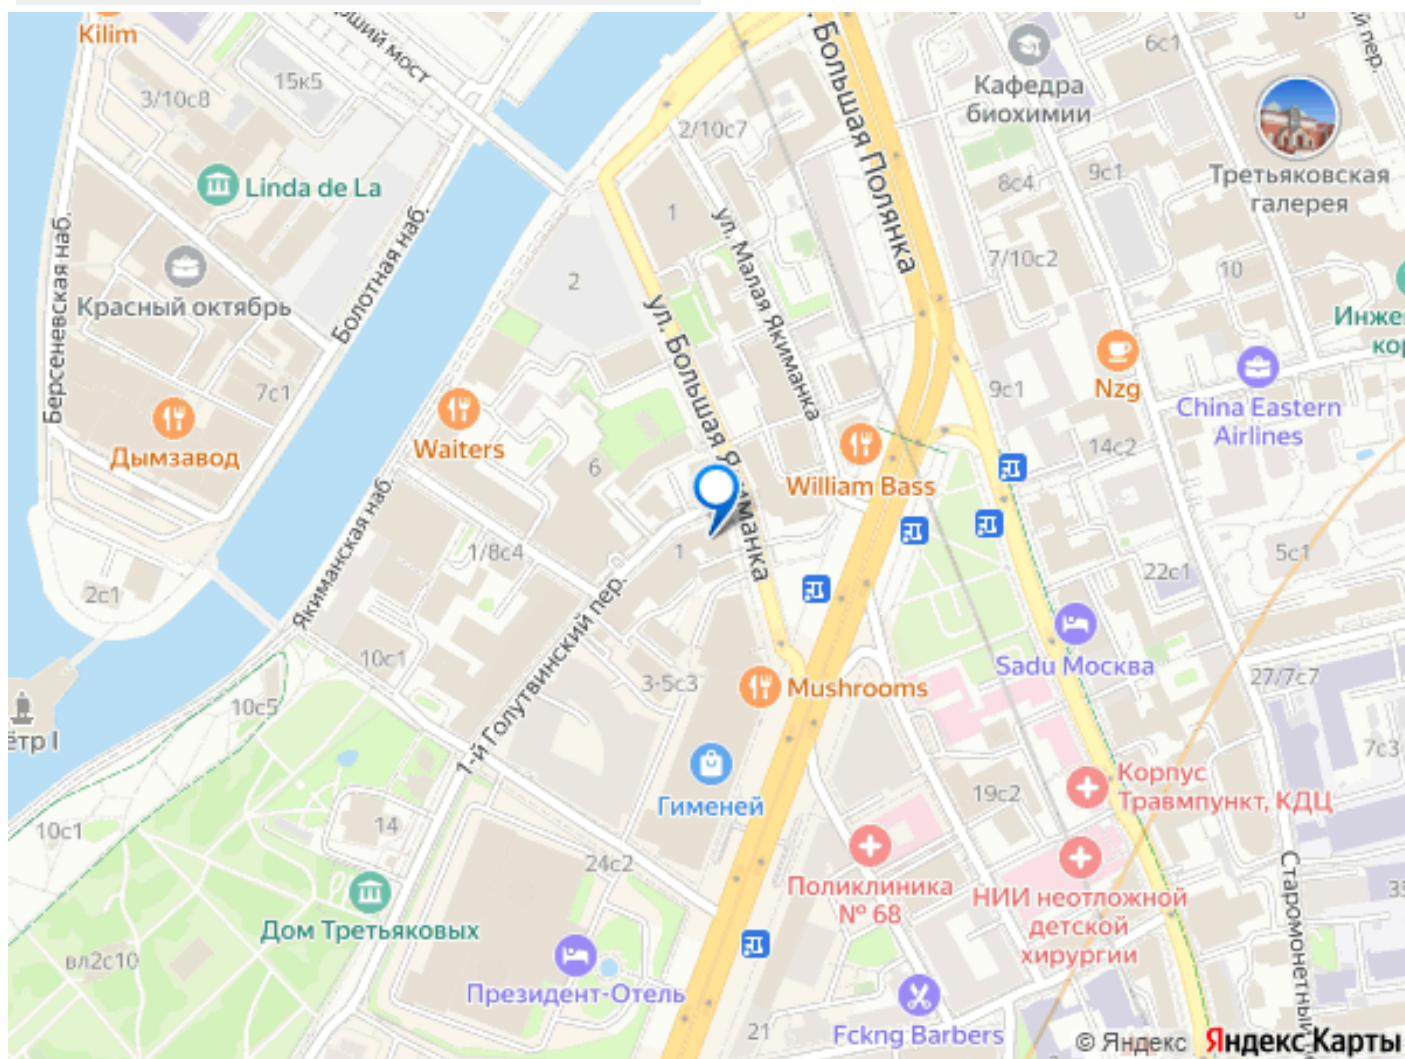 Kilim
3/10с8
15к5
6с1
Кафедра
биохимии
2/10с7
Большая Полянка
Третьяковская
галерея
9с1
8с4
Linda de La
1
ул. Малая Якиманка
Берсеневская наб.
Болотная наб.
Красный октябрь
2
7/10с2
10
ул. Большая Якиманка
7с1
Nzg
9с1
China Eastern
Airlines
Waiters
Дымзавод
6
William Bass
14с2
Якиманская наб.
1/8с4
1
5с1
22с1
2с1
1-й Голутвинский пер.
10с1
3-5с3
Mushrooms
Sadu Москва
27/7с7
10с5
7с3
Гименей
19с2
Корпус
Травмпункт, КДЦ
10с1
14
24с2
Поликлиника
№ 68
НИИ неотложной
детской
хирургии
Дом Третьяковых
вл2с10
Президент-Отель
21
Fckng Barbers
© Яндекс Яндекс Карты